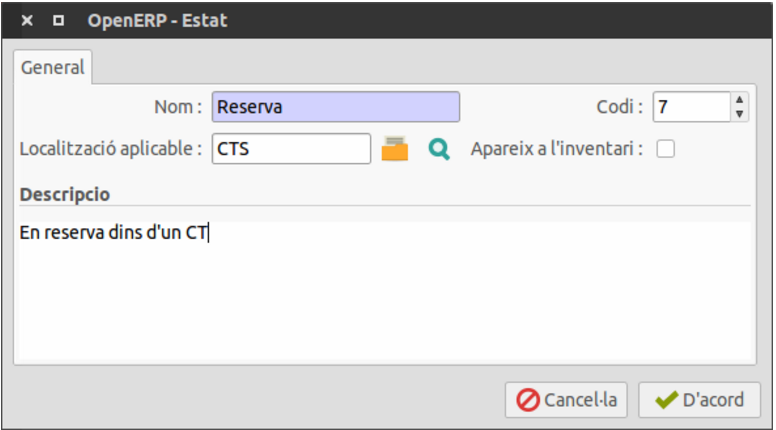 OpenERP - Estat
General
Nom : Reserva Codi : 7
Localització aplicable : CTS Apareix a l'inventari :
Descripcio
En reserva dins d'un CT
Cancel·la D'acord